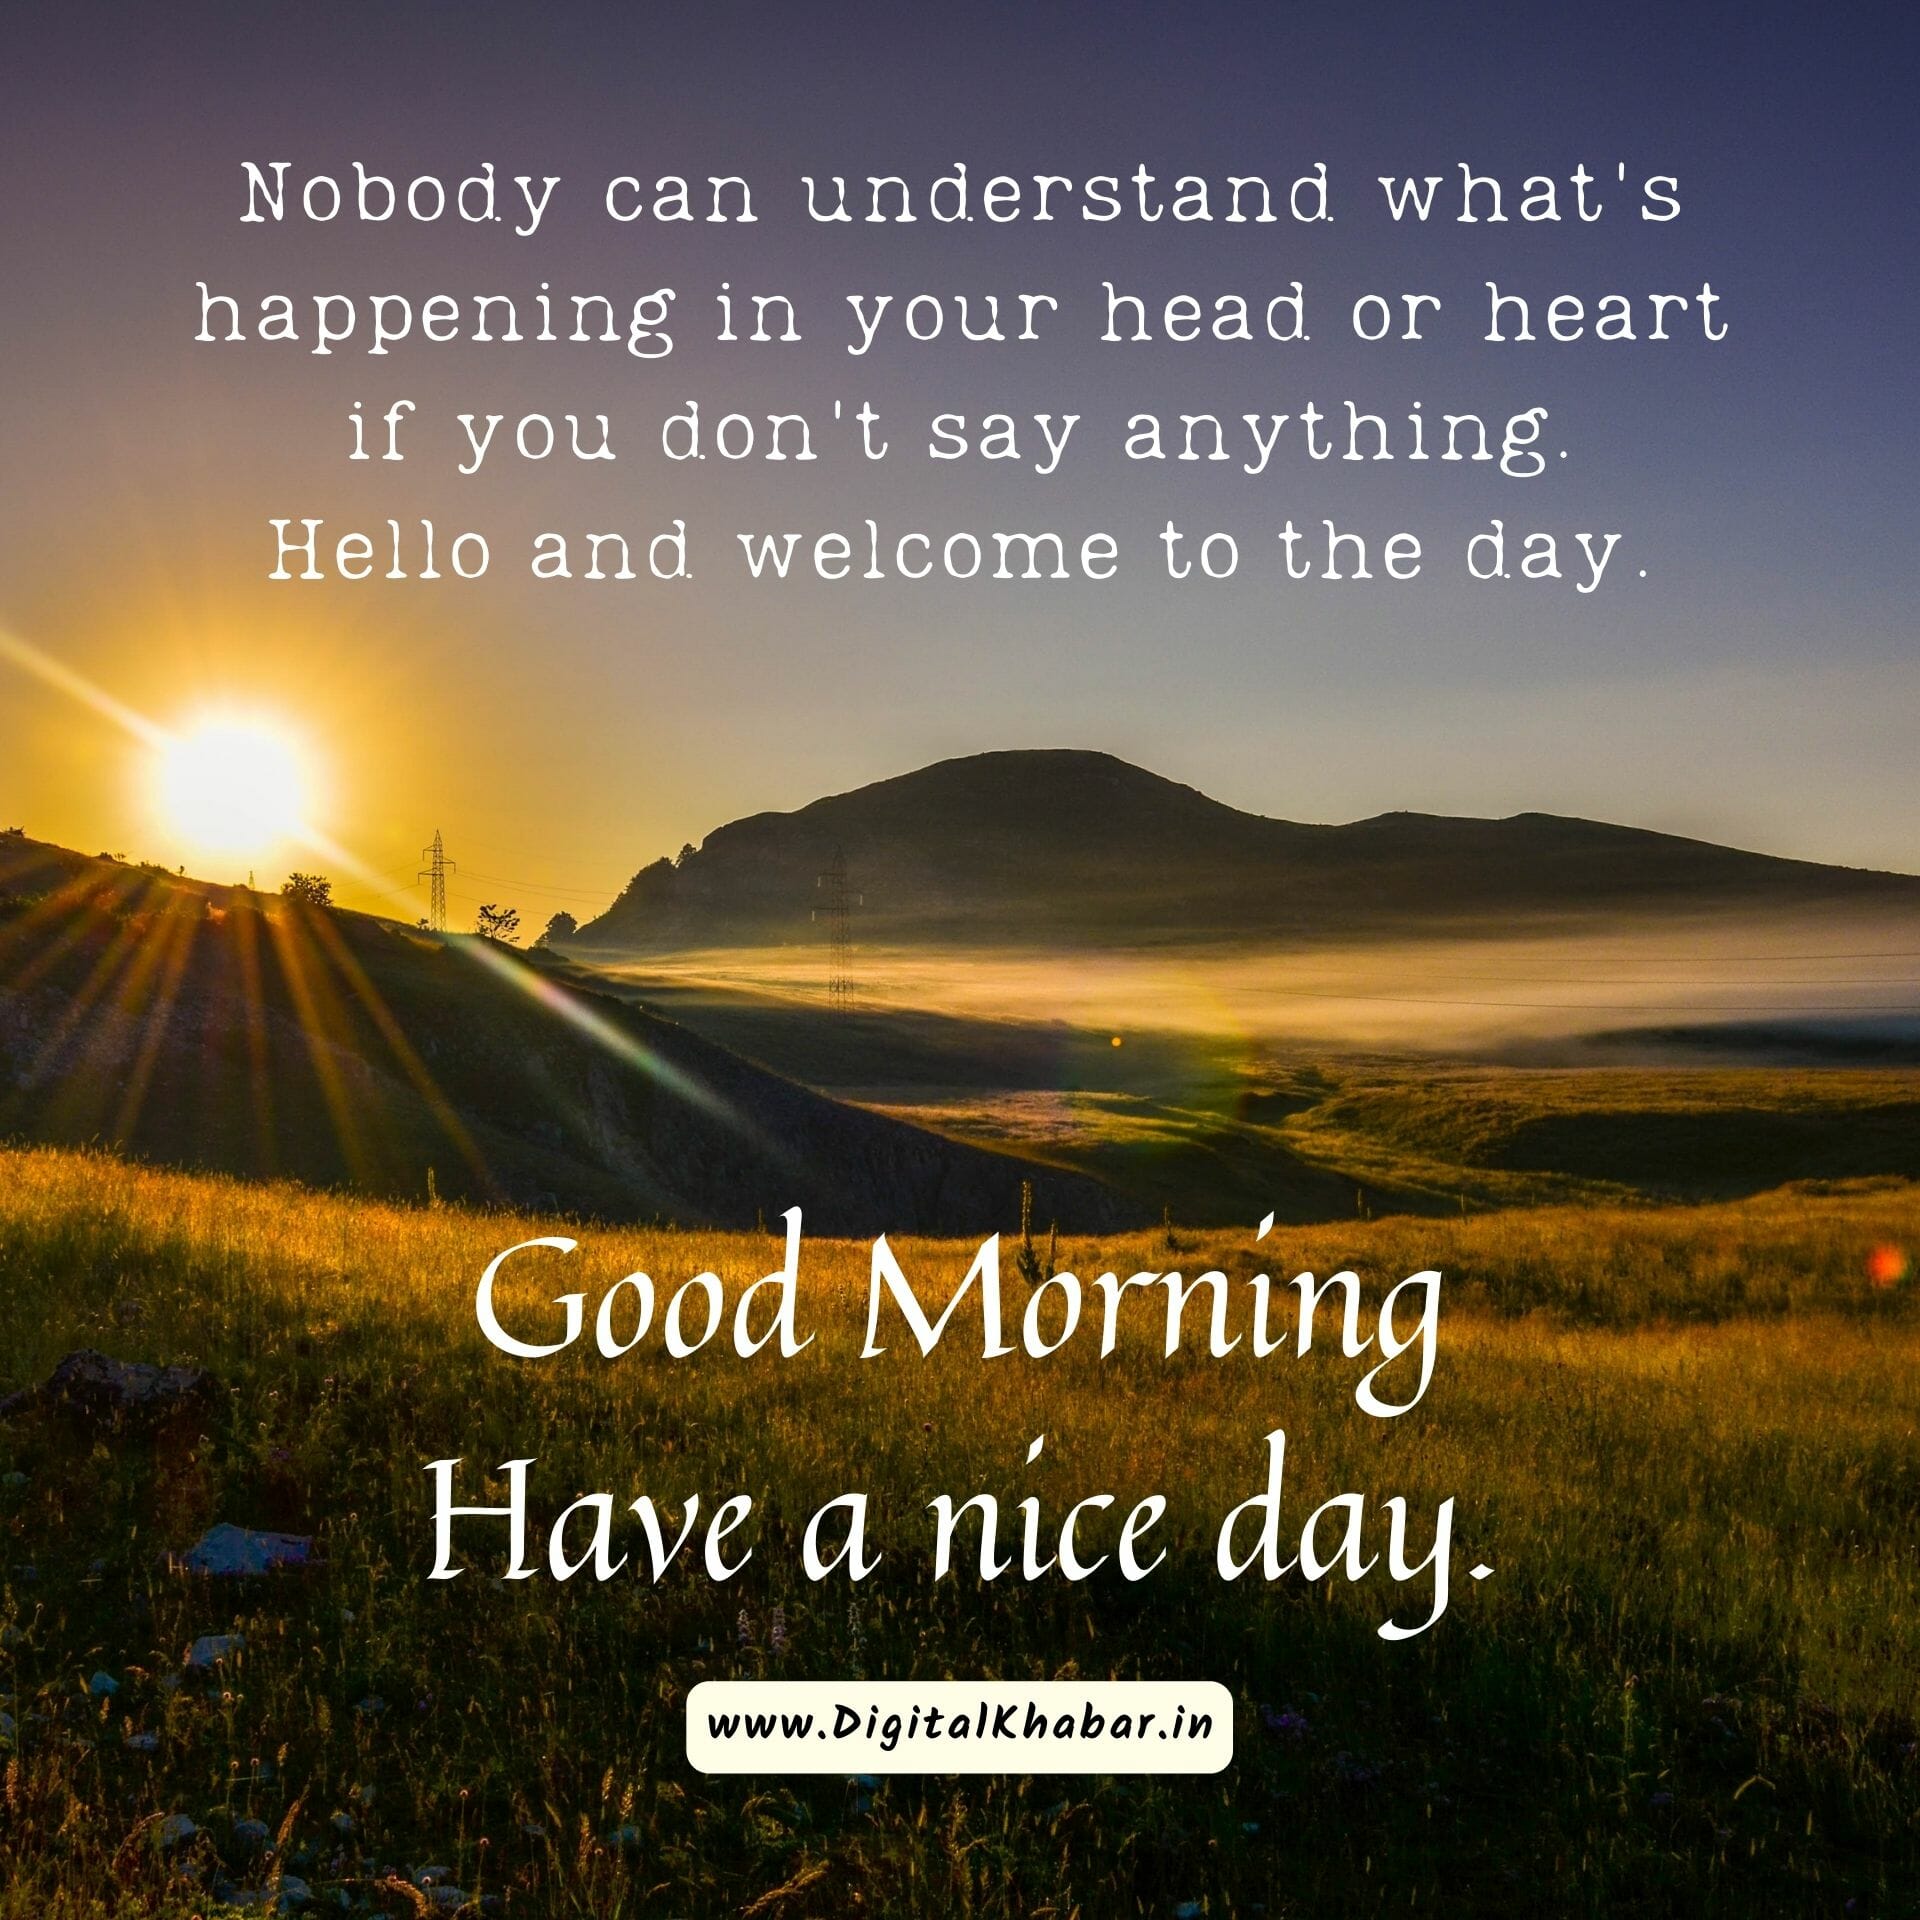 Nobody can understand what's
happening in your head or heart
if you don't say anything.
Hello and welcome to the day.
Good Morning
Have a nice day.
www.DigitalKhabar.in